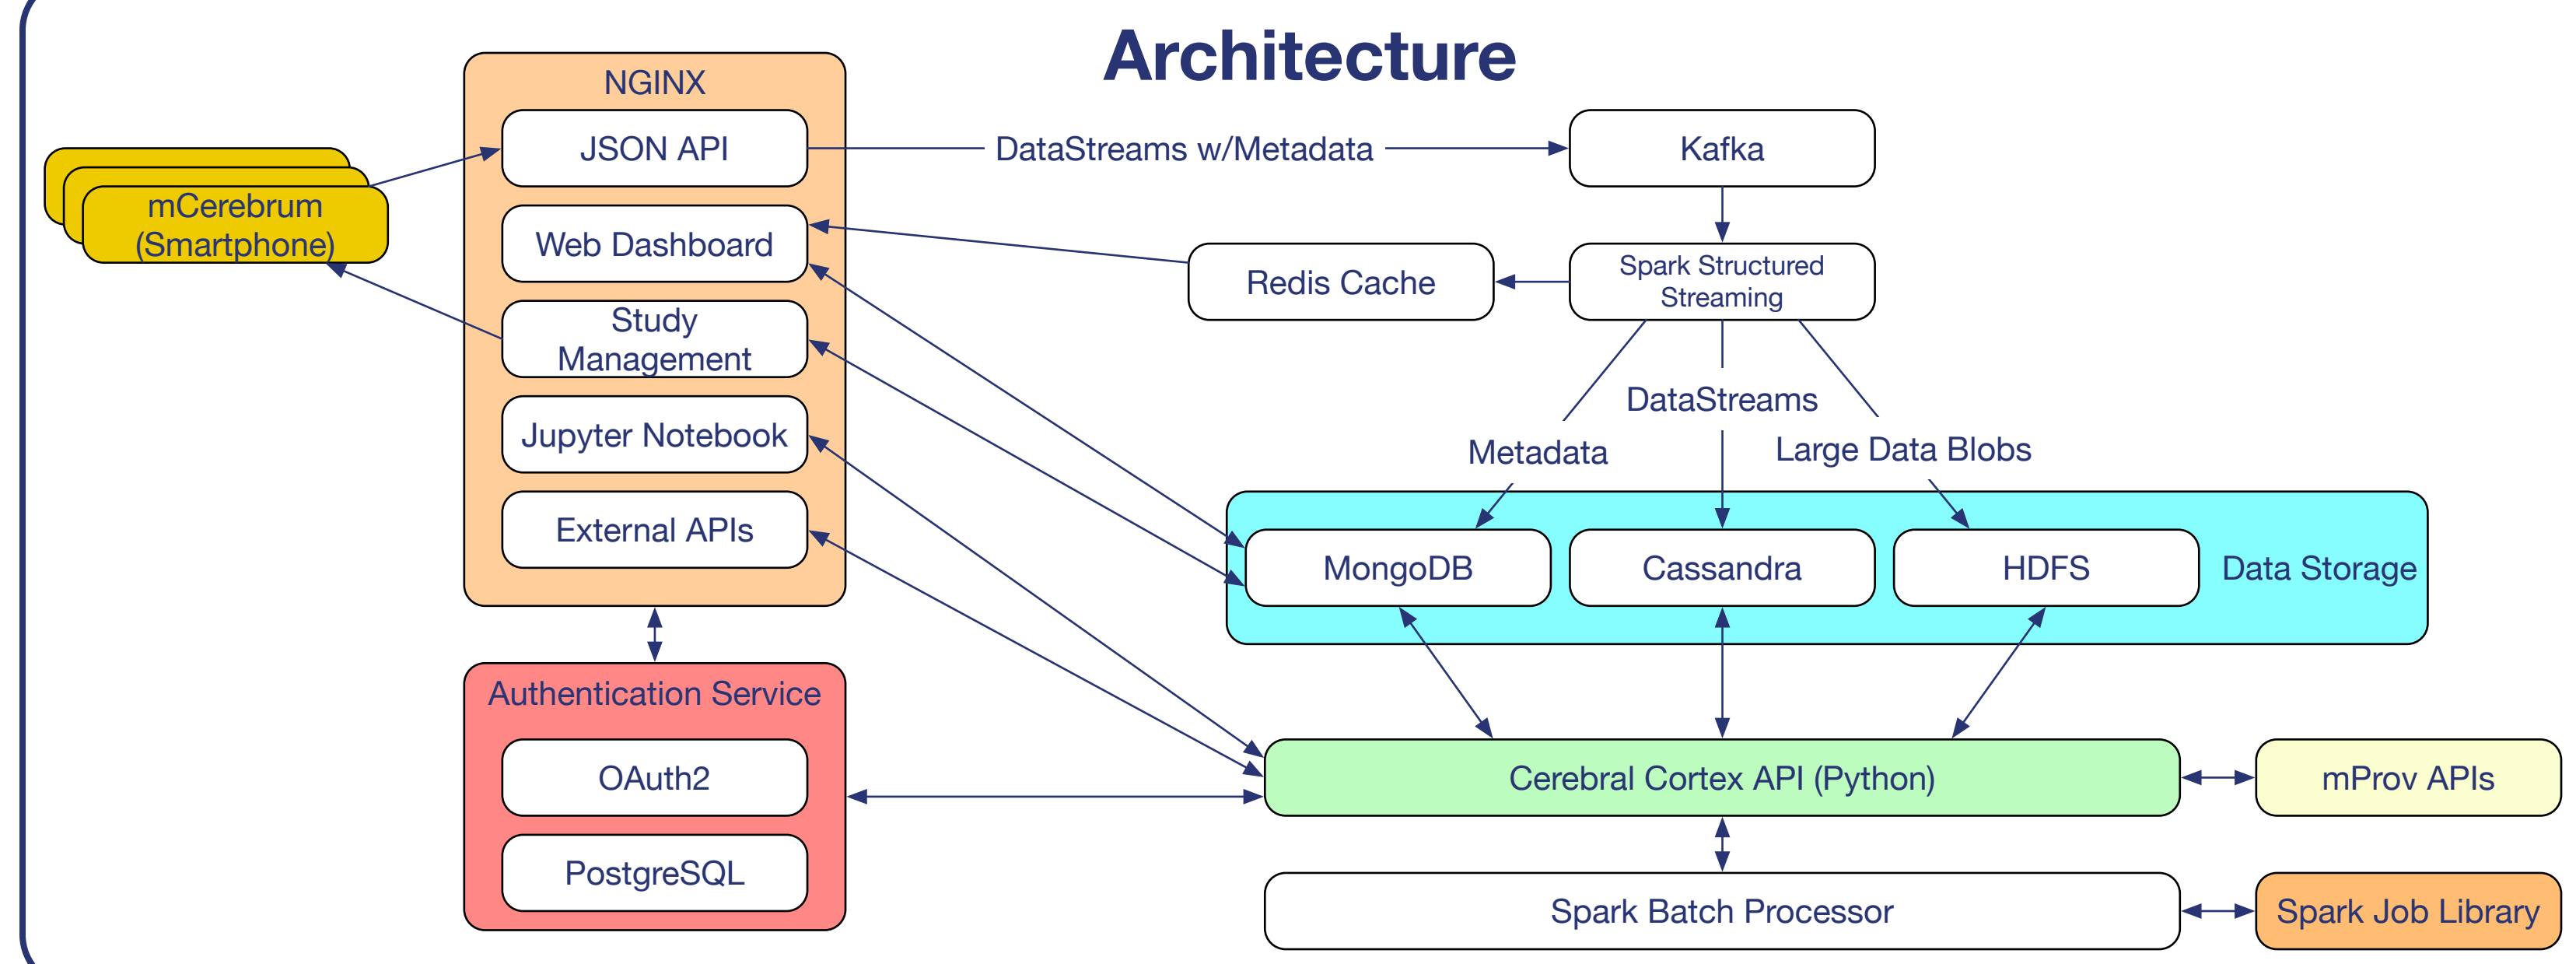 Architecture
NGINX
JSON API
DataStreams w/Metadata
Kafka
mCerebrum
(Smartphone)
Web Dashboard
Redis Cache
Spark Structured
Streaming
Study
Management
DataStreams
Jupyter Notebook
Metadata
Large Data Blobs
External APIs
MongoDB
Cassandra
HDFS
Data Storage
Authentication Service
OAuth2
Cerebral Cortex API (Python)
mProv APIs
PostgreSQL
Spark Batch Processor
Spark Job Library